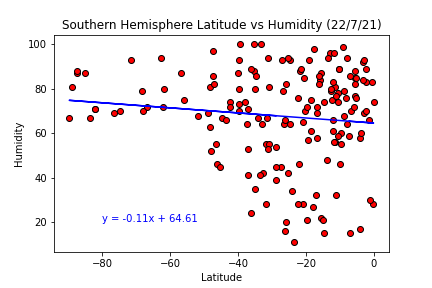 Southern Hemisphere Latitude vs Humidity (22/7/21)
100
80
60
40
20
Humidity
y = -0.11x + 64.61
−80
−60
−40
−20
0
Latitude